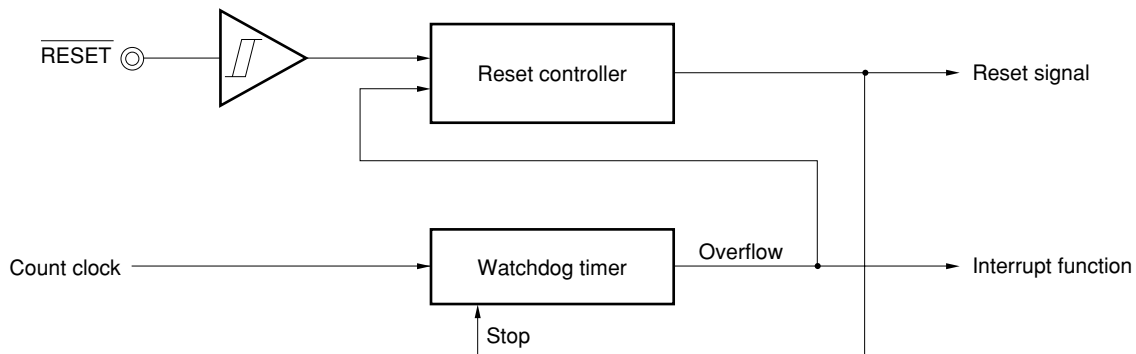 RESET
Reset controller
Reset signal
Count clock
Watchdog timer
Overflow
Interrupt function
Stop